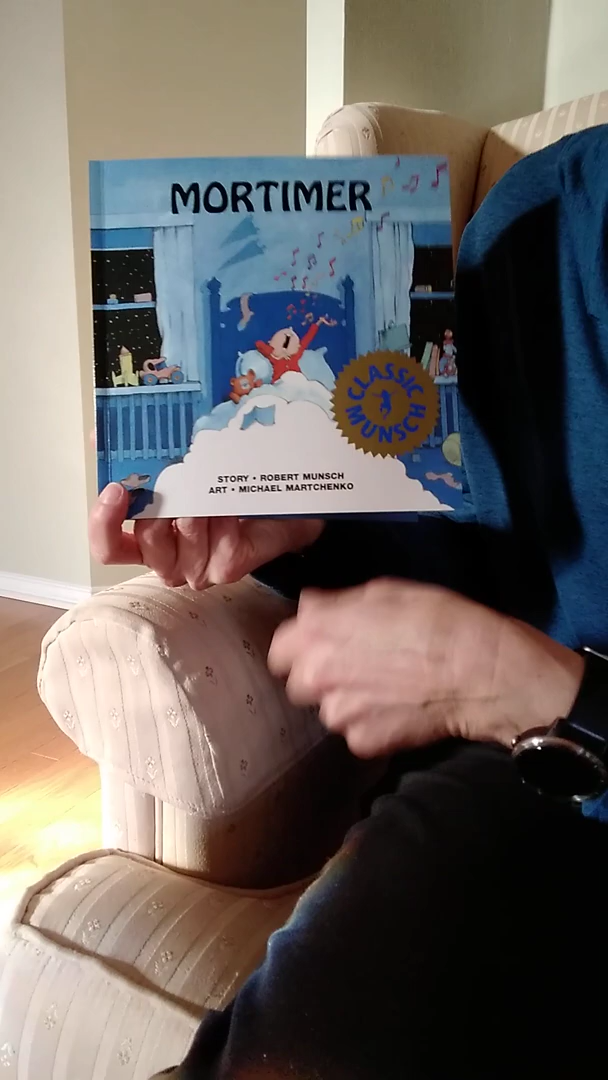 MORTIMER
CLASSIC
MUNSCH
STORY • ROBERT MUNSCH
ART • MICHAEL MARTCHENKO